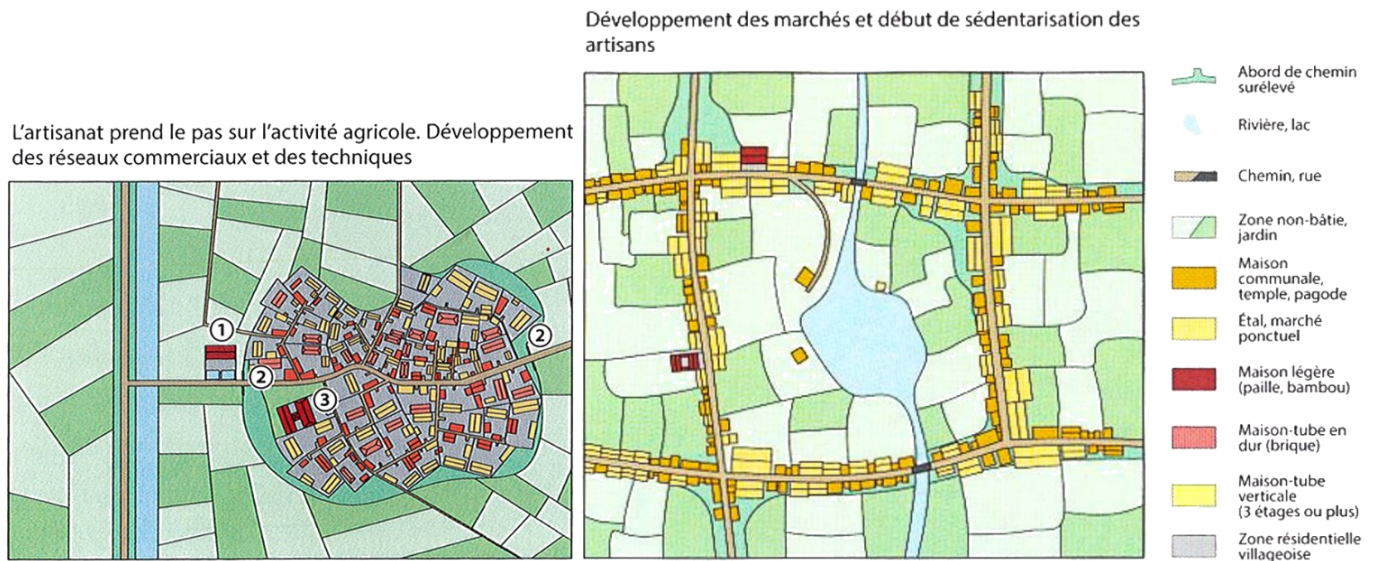 Développement des marchés et début de sédentarisation des
artisans
L'artisanat prend le pas sur l'activité agricole. Développement
des réseaux commerciaux et des techniques
1
2
2
3
Abord de chemin
surélevé
Rivière, lac
Chemin, rue
Zone non-bâtie,
jardin
Maison
communale,
temple, pagode
Étal, marché
ponctuel
Maison légère
(paille, bambou)
Maison-tube en
dur (brique)
Maison-tube
verticale
(3 étages ou plus)
Zone résidentielle
villageoise